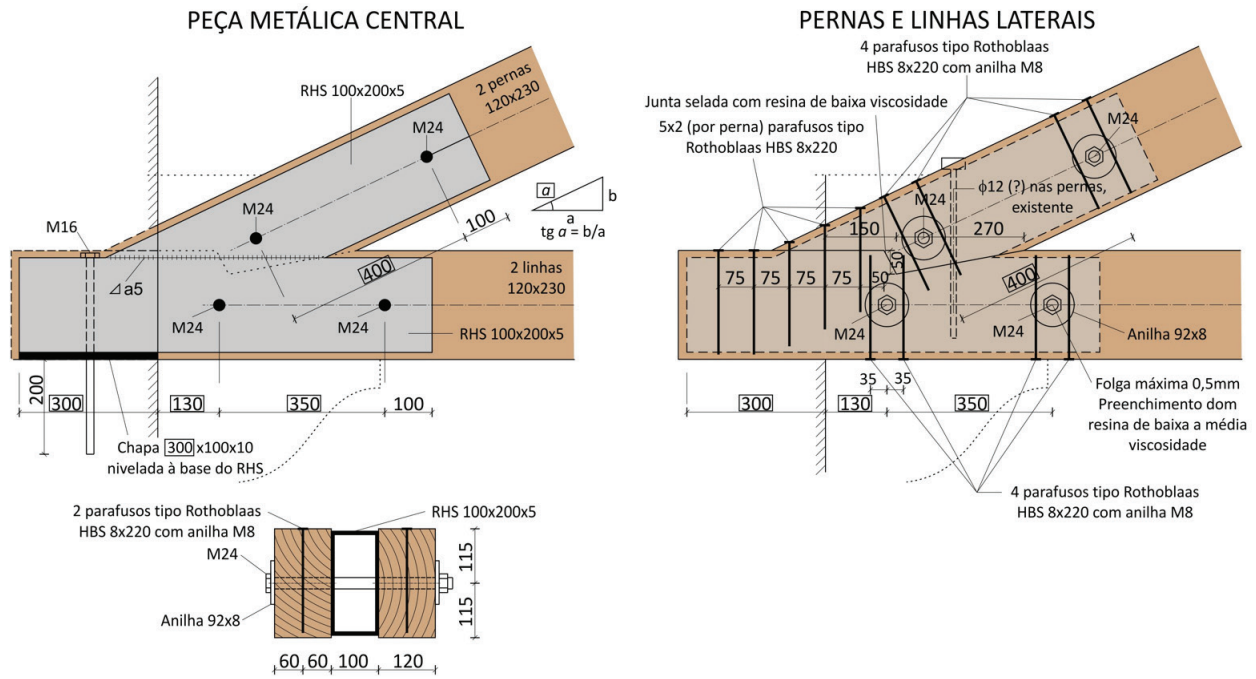 PEÇA METÁLICA CENTRAL
RHS 100x200x5
2 pernas
120x230
M24
M24
a
b
a
tg a = b/a
100
M16
400
a5
2 linhas
120x230
M24
M24
RHS 100x200x5
200
300
130
350
100
Chapa 300x100x10
nivelada à base do RHS
PERNAS E LINHAS LATERAIS
4 parafusos tipo Rothoblaas
HBS 8x220 com anilha M8
Junta selada com resina de baixa viscosidade
5x2 (por perna) parafusos tipo
Rothoblaas HBS 8x220
M24
ϕ12 (?) nas pernas,
existente
M24
150
270
50
75
75
75
75
50
400
M24
M24
Anilha 92x8
35
35
300
130
350
Folga máxima 0,5mm
Preenchimento dom
resina de baixa a média
viscosidade
4 parafusos tipo Rothoblaas
HBS 8x220 com anilha M8
2 parafusos tipo Rothoblaas
HBS 8x220 com anilha M8
RHS 100x200x5
M24
Anilha 92x8
115
115
60
60
100
120